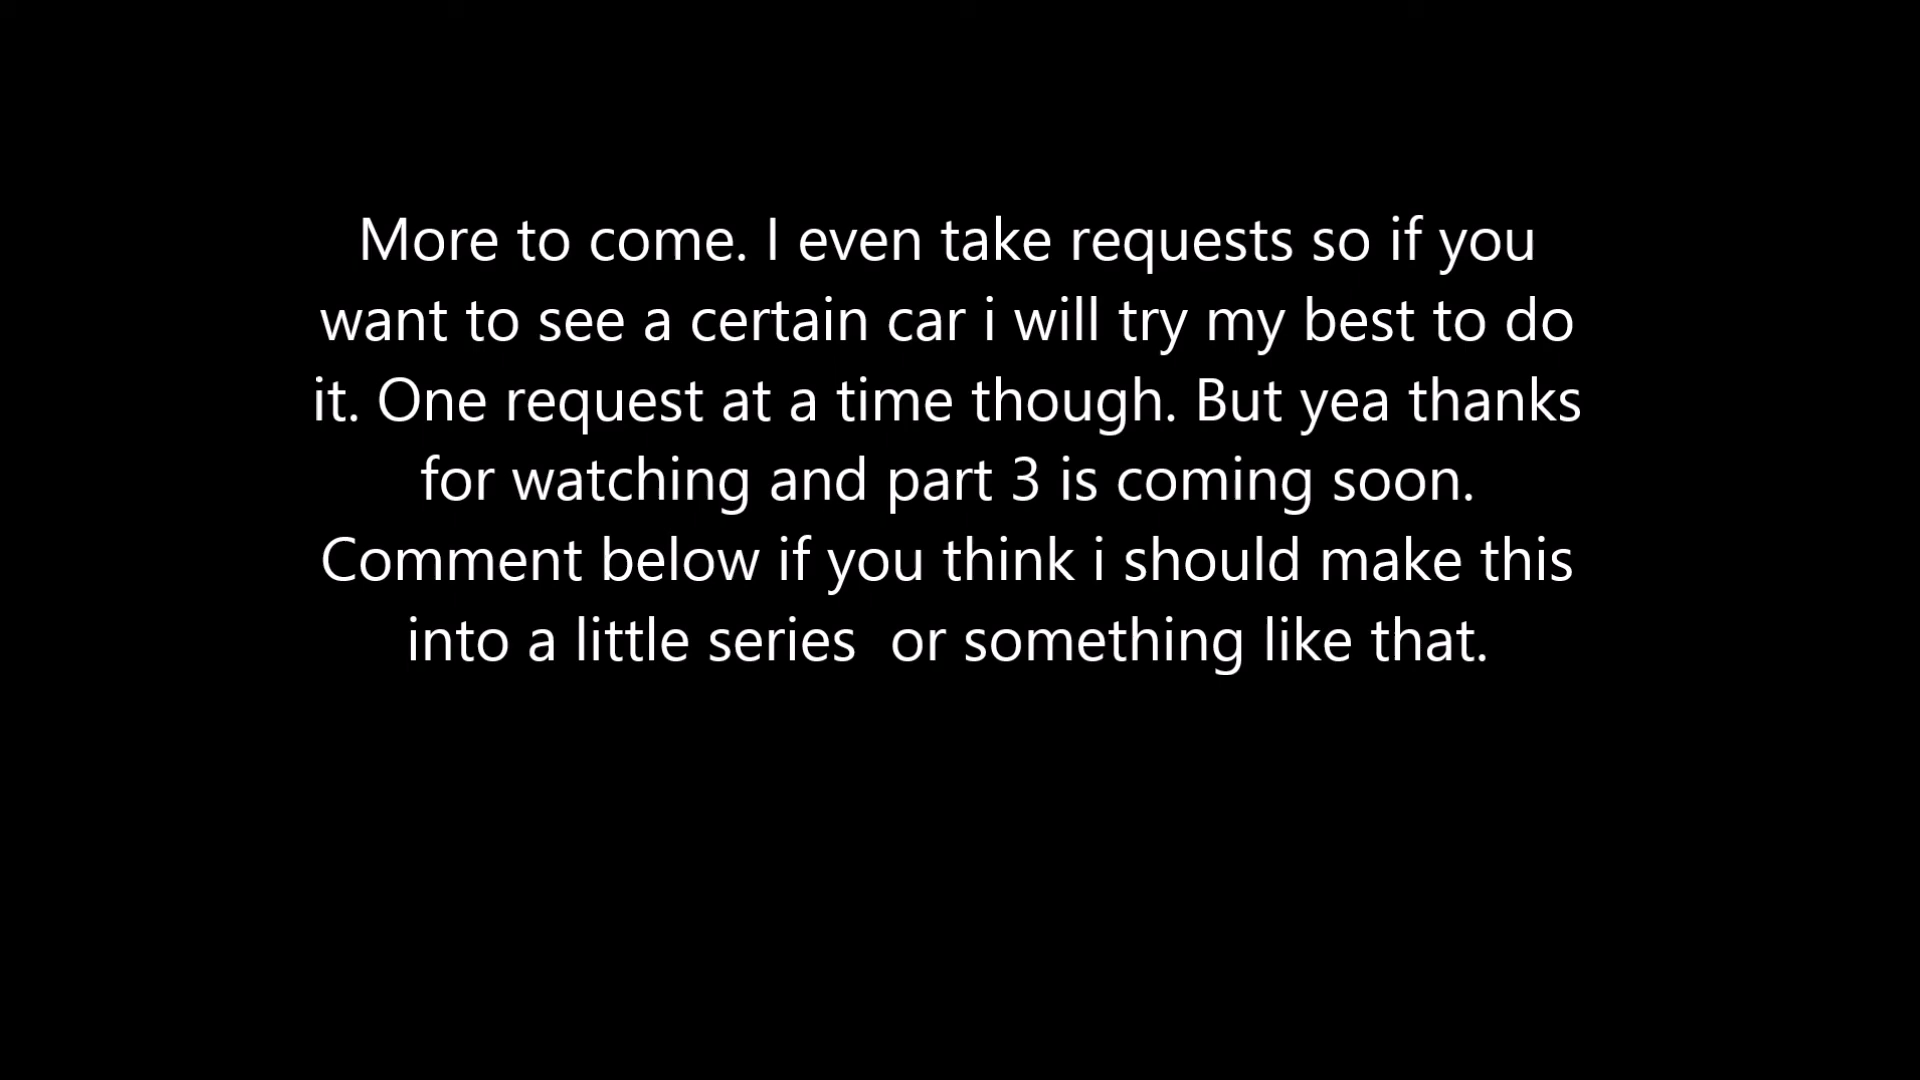 More to come. I even take requests so if you
want to see a certain car i will try my best to do
it. One request at a time though. But yea thanks
for watching and part 3 is coming soon.
Comment below if you think i should make this
into a little series  or something like that.